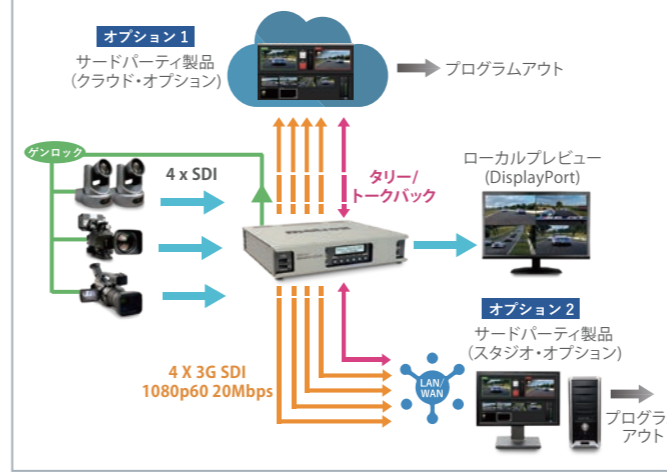 オプション 1
サードパーティ製品
(クラウド・オプション)
プログラムアウト
ゲンロック
4 x SDI
タリー/
トークバック
ローカルプレビュー
(DisplayPort)
matrox
オプション 2
サードパーティ製品
(スタジオ・オプション)
4 X 3G SDI
1080p60 20Mbps
LAN/
WAN
プログラ
アウト